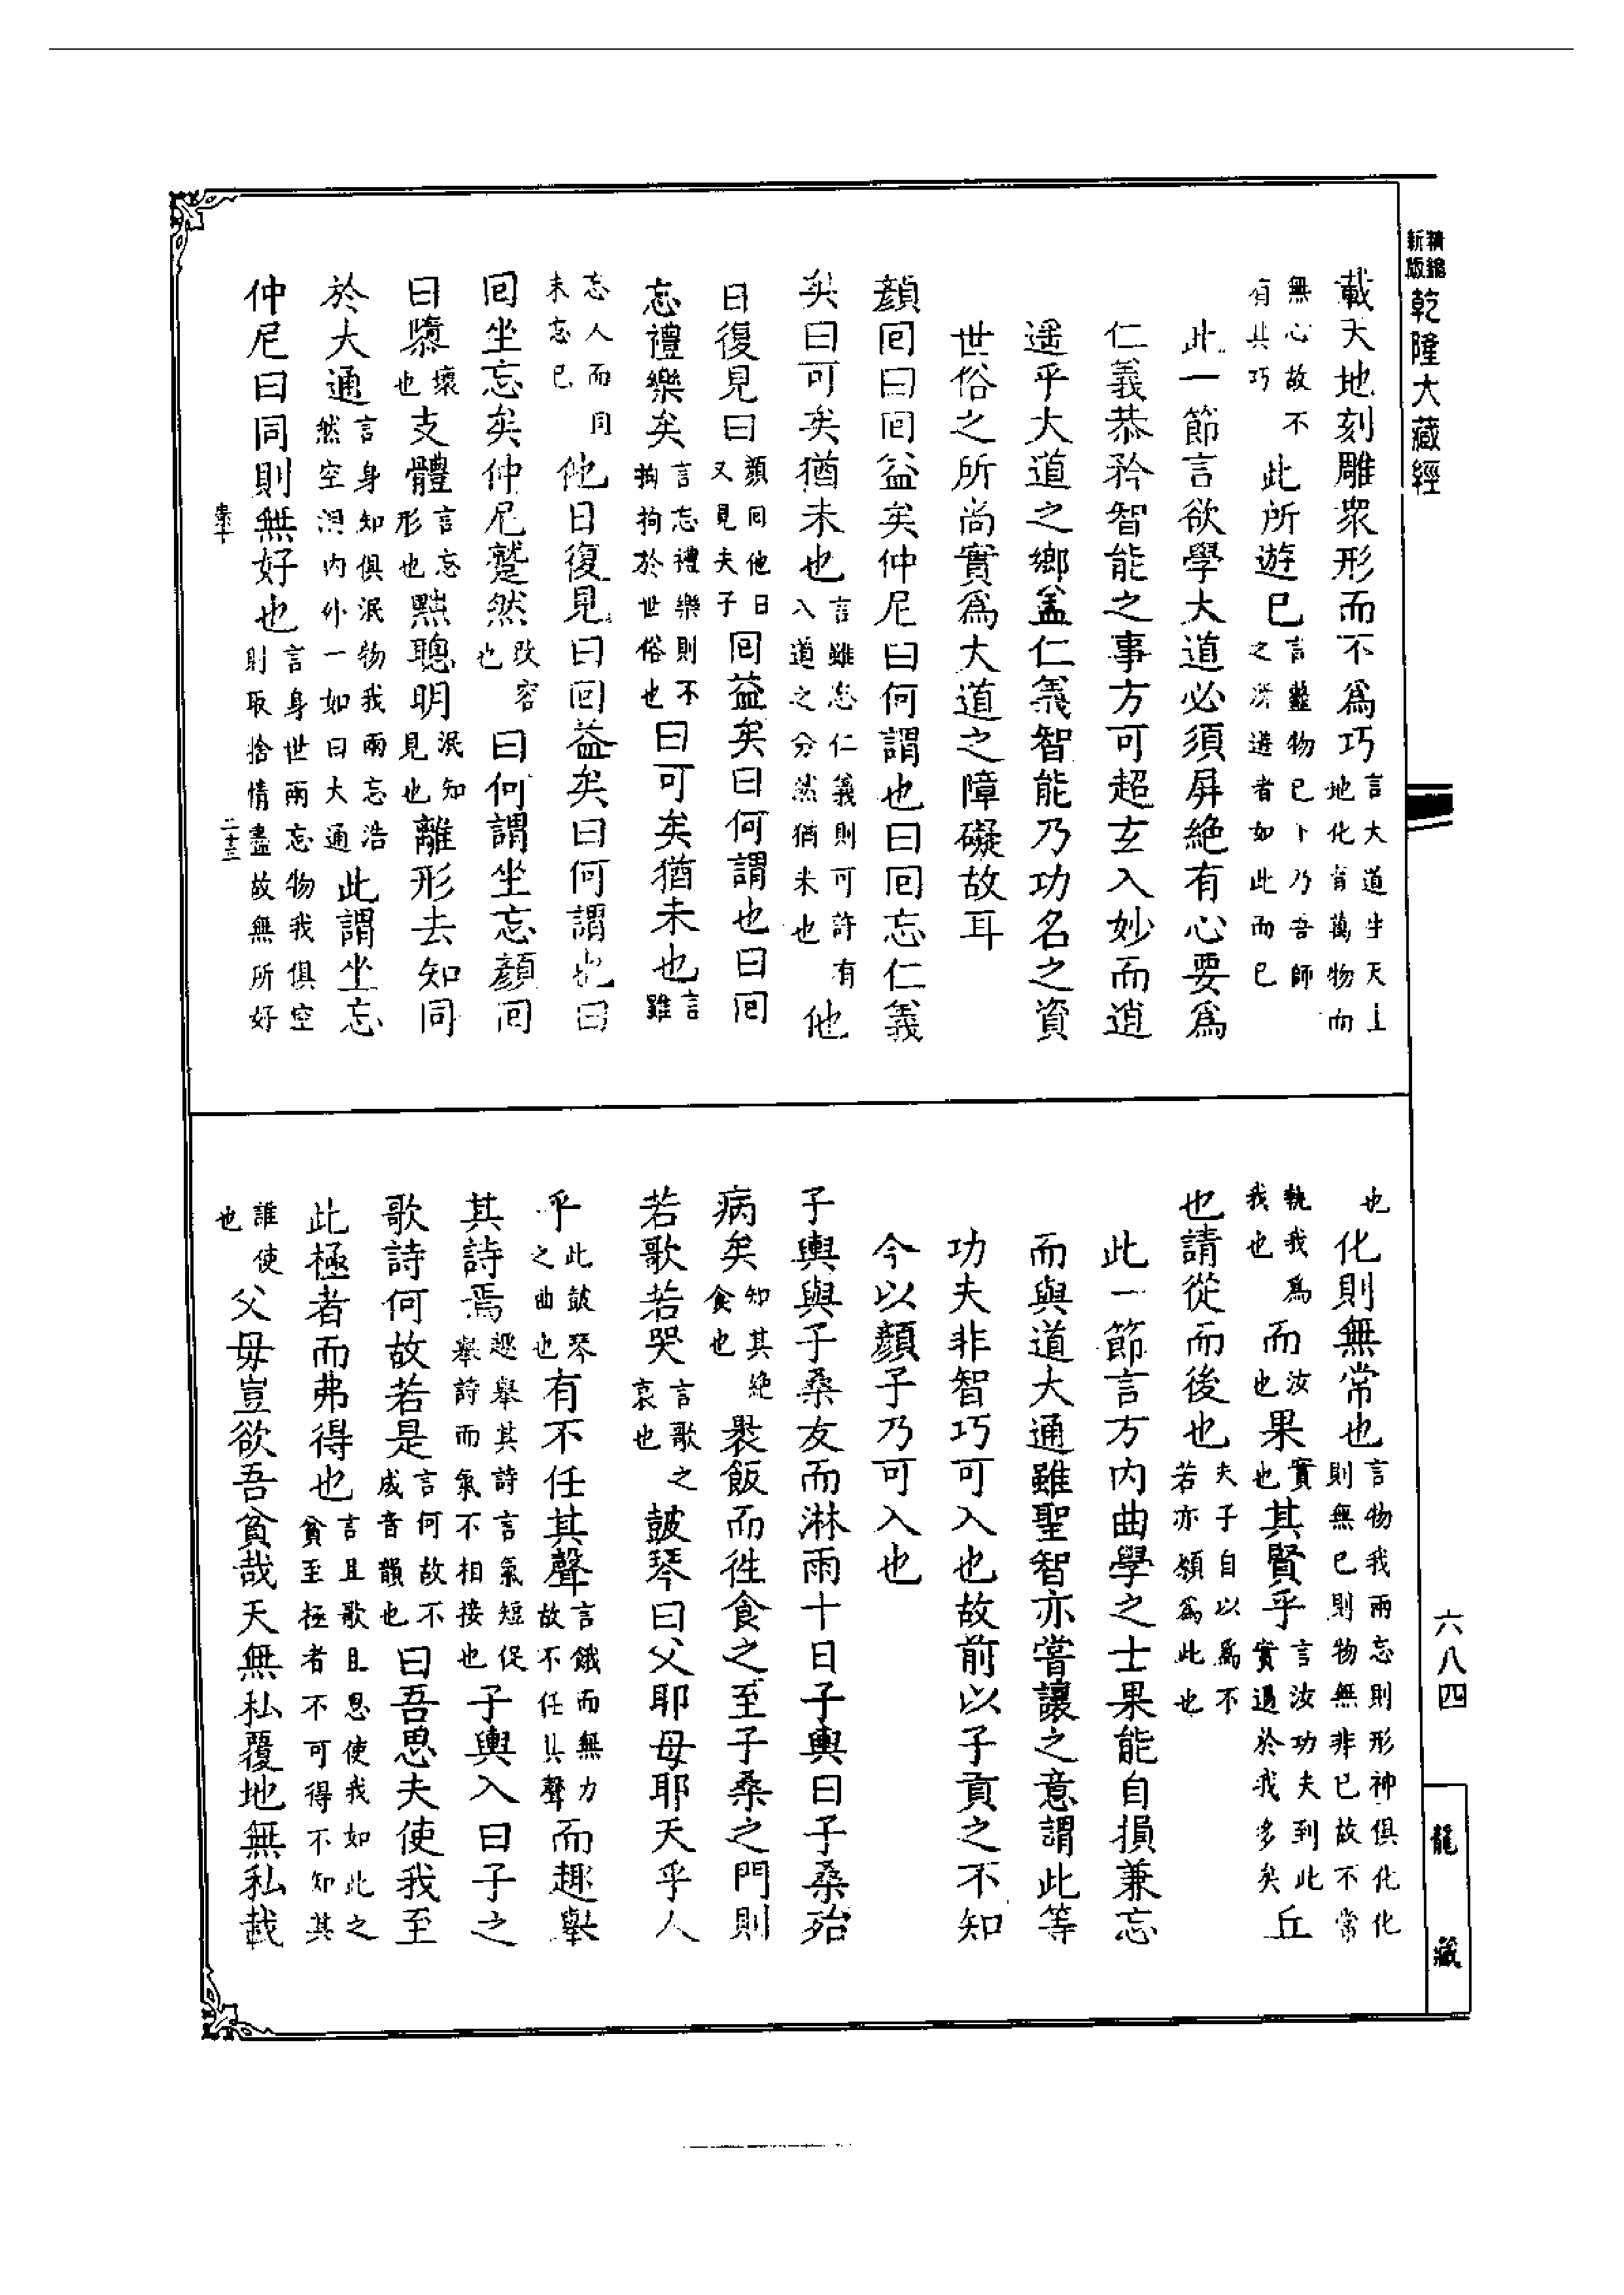 新版精鐫乾隆大藏經
載天地刻雕衆形而不爲巧言大道生天生地化育萬物而
無心故不有其巧此所遊已言虀物已下乃吾師之所遊者如此而已
此一節言欲學大道必須屏絶有心要爲
仁義恭矜智能之事方可超玄入妙而逍
遥乎大道之鄉盖仁義智能乃功名之資
世俗之所尚實爲大道之障礙故耳
顏回曰回益矣仲尼曰何謂也曰回忘仁義
矣曰可矣猶未也言雖忘仁義則可許有入道之分然猶未也他
日復見曰顏回他日又見夫子回益矣曰何謂也曰回
忘禮樂矣言忘禮樂則不拘拘於世俗也曰可矣猶未也言雖
忘人而同未忘已他日復見曰回益矣曰何謂也曰
回坐忘矣仲尼蹵然改容也曰何謂坐忘顏回
曰隳壞也支體言忘形也黜聰明泯知見也離形去知同
於大通言身知俱泯物我兩忘浩然空洞內外一如曰大通此謂坐忘
仲尼曰同則無好也言身世兩忘物我俱空則取捨情盡故無所好
二十三
也化則無常也言物我兩忘則形神俱化化則無已則物無非已故不常
執我爲我也而汝也果實也其賢乎言汝功夫到此實過於我多矣丘
也請從而後也夫子自以爲不若亦願爲此也
此一節言方內曲學之士果能自損兼忘
而與道大通雖聖智亦當讓之意謂此等
功夫非智巧可入也故前以子貢之不知
今以顏子乃可入也
子輿與子桑友而淋雨十日子輿曰子桑殆
病矣知其絶食也褁飯而徃食之至子桑之門則
若歌若哭言歌之哀也皷琴曰父耶母耶天乎人
乎此皷琴之曲也有不任其聲言餓而無力故不任其聲而趣舉
其詩焉趣舉其詩言氣短促舉詩而氣不相接也子輿入曰子之
歌詩何故若是言何故不成音韻也曰吾思夫使我至
此極者而弗得也言且歌且思使我如此之貧至極者不可得不知其
誰使也父母豈欲吾貧哉天無私覆地無私載
六八四
龍藏